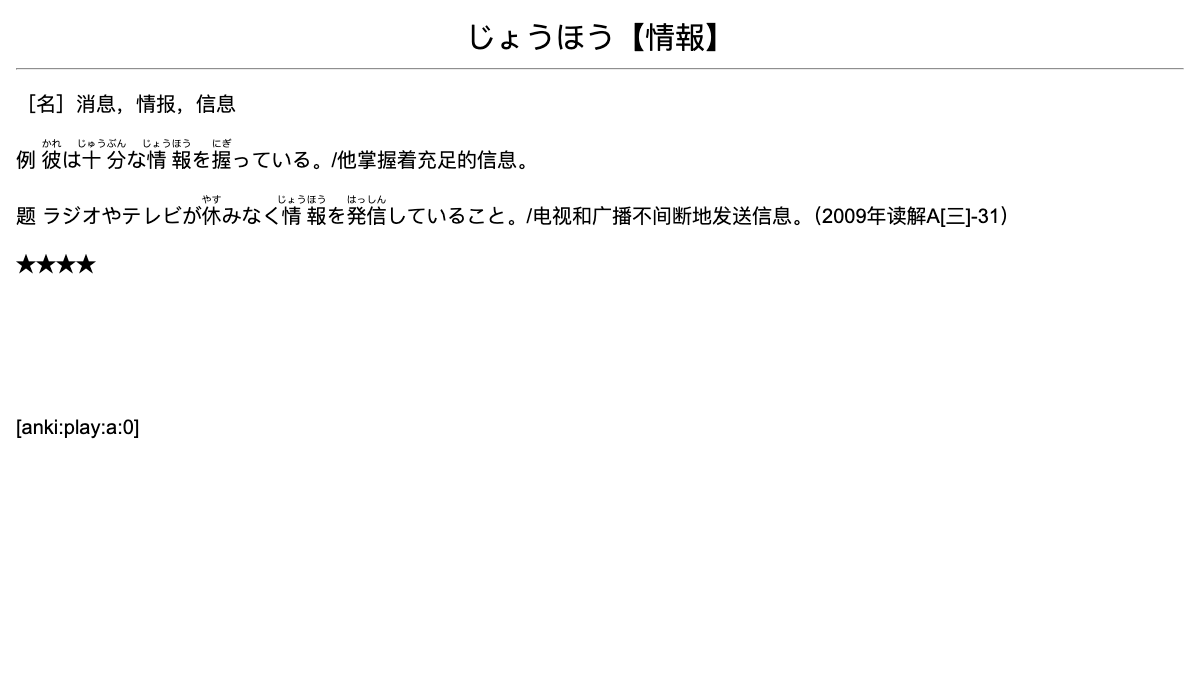 じょうほう【情報】
［名］消息，情报，信息
かれ じゅうぶん じょうほう にぎ
例 彼は十分な情報を握っている。/他掌握着充足的信息。
やす じょうほう はっしん
题 ラジオやテレビが休みなく情報を発信していること。/电视和广播不间断地发送信息。（2009年读解A[三]-31）
★★★★
[anki:play:a:0]